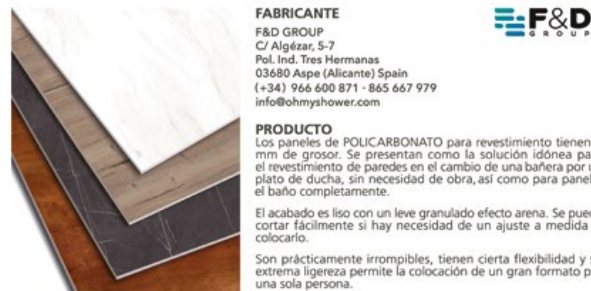 FABRICANTE
F&D GROUP
C/ Algézar, 5-7
Pol. Ind. Tres Hermanas
03680 Aspe (Alicante) Spain
(+34) 966 600 871 - 865 667 979
info@ohmyshower.com
F&D
GROUP
PRODUCTO
Los paneles de POLICARBONATO para revestimiento tienen
mm de grosor. Se presentan como la solución idónea pa
el revestimiento de paredes en el cambio de una bañera por u
plato de ducha, sin necesidad de obra, así como para panel
el baño completamente.
El acabado es liso con un leve granulado efecto arena. Se pued
cortar fácilmente si hay necesidad de un ajuste a medida
colocarlo.
Son prácticamente irrompibles, tienen cierta flexibilidad y s
extrema ligereza permite la colocación de un gran formato p
una sola persona.